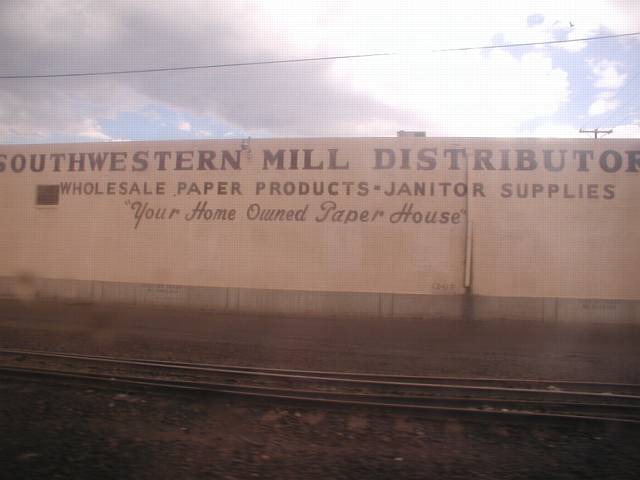 SOUTHWESTERN MILL DISTRIBUTOR
WHOLESALE PAPER PRODUCTS-JANITOR SUPPLIES
"Your Home Owned Paper House"